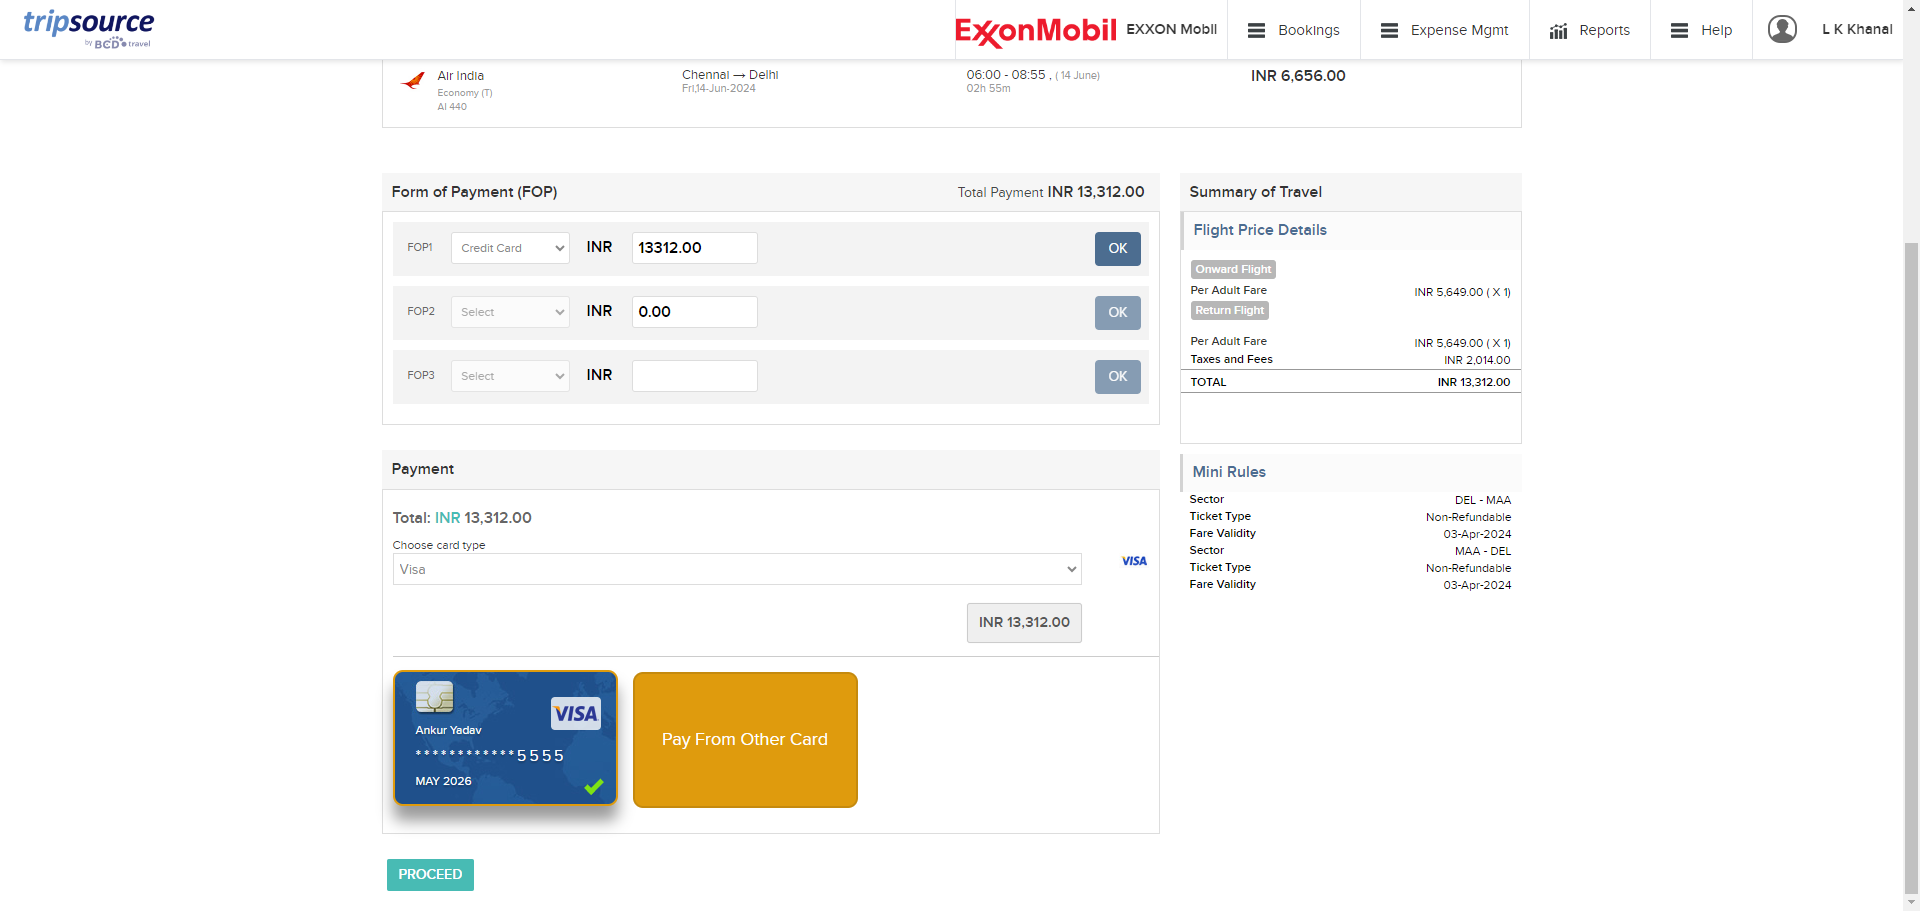 tripsource
by BCD travel
ExxonMobil
EXXON Mobil
Bookings
Expense Mgmt
Reports
Help
L K Khanal
Air India
Economy (T)
AI 440
Chennai → Delhi
Fri,14-Jun-2024
06:00 - 08:55 , ( 14 June)
02h 55m
INR 6,656.00
Form of Payment (FOP)
Total Payment INR 13,312.00
FOP1 Credit Card INR 13312.00 OK
FOP2 Select INR 0.00 OK
FOP3 Select INR OK
Summary of Travel
Flight Price Details
Onward Flight
Per Adult Fare INR 5,649.00 ( X 1)
Return Flight
Per Adult Fare INR 5,649.00 ( X 1)
Taxes and Fees INR 2,014.00
TOTAL INR 13,312.00
Mini Rules
Sector DEL - MAA
Ticket Type Non-Refundable
Fare Validity 03-Apr-2024
Sector MAA - DEL
Ticket Type Non-Refundable
Fare Validity 03-Apr-2024
Payment
Total: INR 13,312.00
Choose card type
Visa
VISA
INR 13,312.00
VISA
Ankur Yadav
************5555
MAY 2026
Pay From Other Card
PROCEED